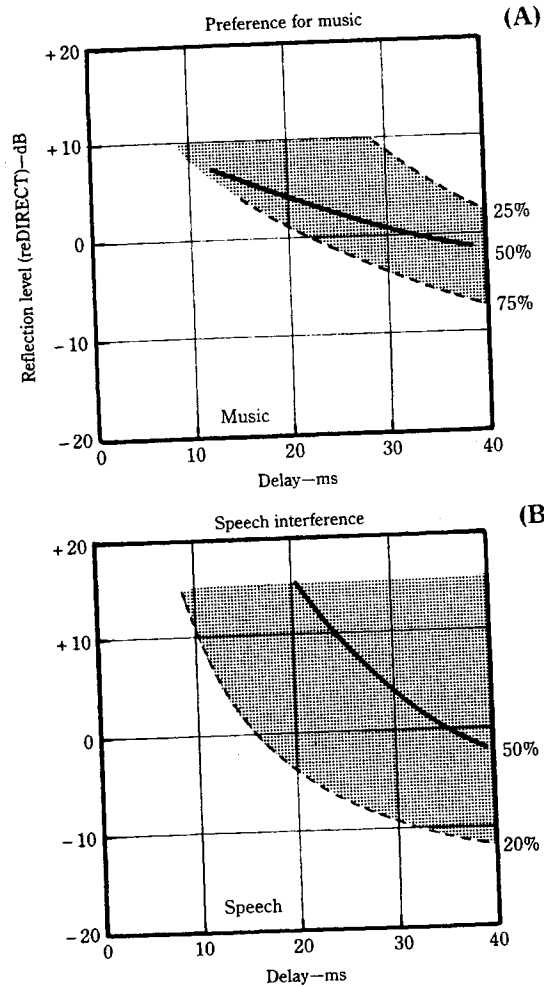 (A)
Preference for music
+20
+10
0
-10
-20
Reflection level (reDIRECT)—dB
25%
50%
75%
Music
0 10 20 30 40
Delay—ms
(B
Speech interference
+20
+10
0
-10
-20
50%
20%
Speech
0 10 20 30 40
Delay—ms